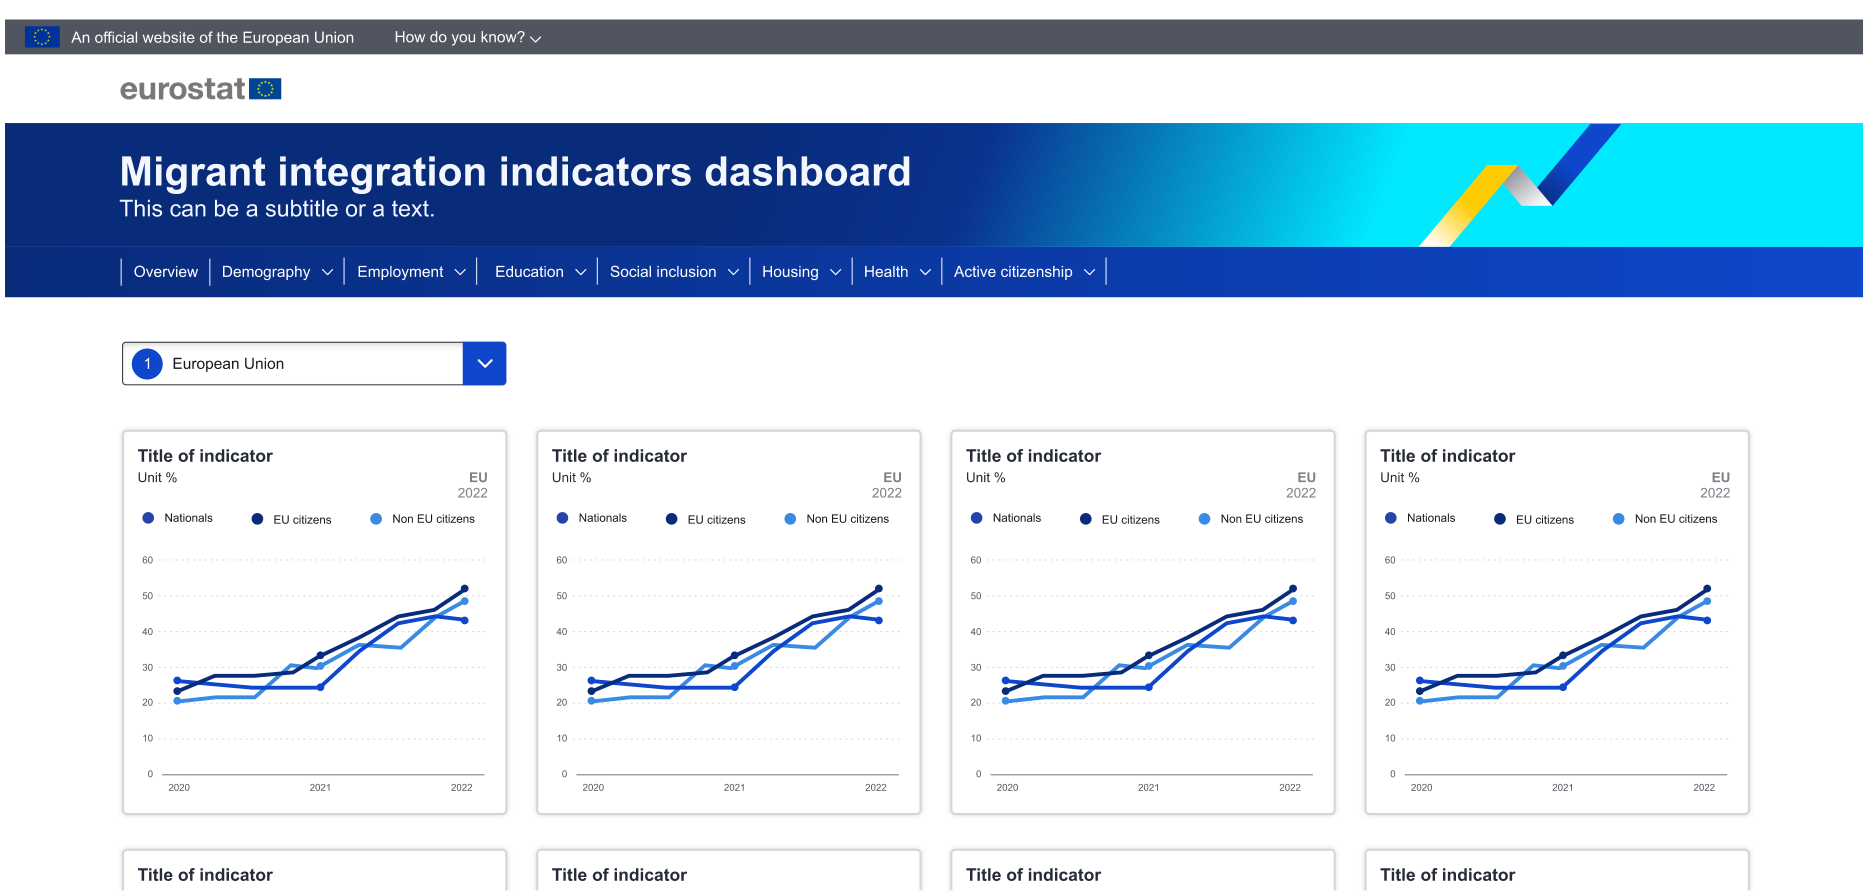 An official website of the European Union How do you know?
eurostat
Migrant integration indicators dashboard
This can be a subtitle or a text.
Overview Demography Employment Education Social inclusion Housing Health Active citizenship
1 European Union
Title of indicator
Unit %
EU
2022
Nationals EU citizens Non EU citizens
60
50
40
30
20
10
0
2020 2021 2022
Title of indicator
Unit %
EU
2022
Nationals EU citizens Non EU citizens
60
50
40
30
20
10
0
2020 2021 2022
Title of indicator
Unit %
EU
2022
Nationals EU citizens Non EU citizens
60
50
40
30
20
10
0
2020 2021 2022
Title of indicator
Unit %
EU
2022
Nationals EU citizens Non EU citizens
60
50
40
30
20
10
0
2020 2021 2022
Title of indicator
Title of indicator
Title of indicator
Title of indicator